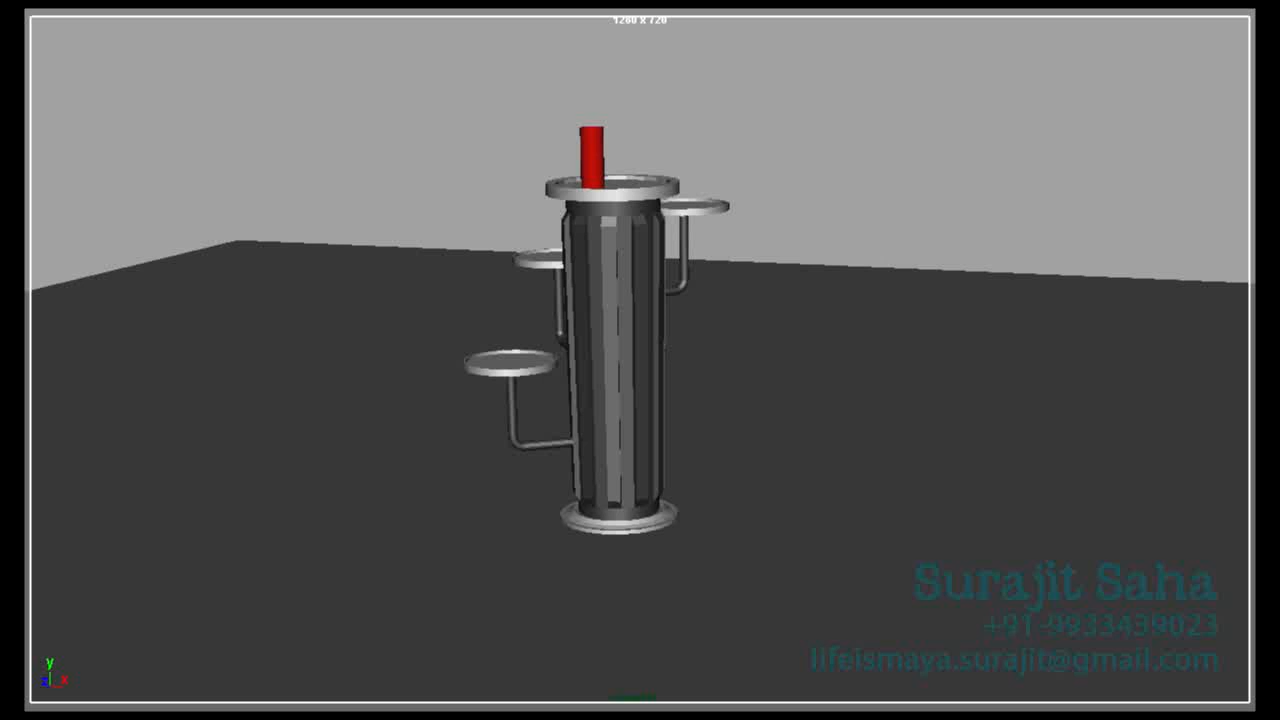 1280 x 720
Surajit Saha
+91-9933439023
lifeismaya.surajit@gmail.com
y
z x